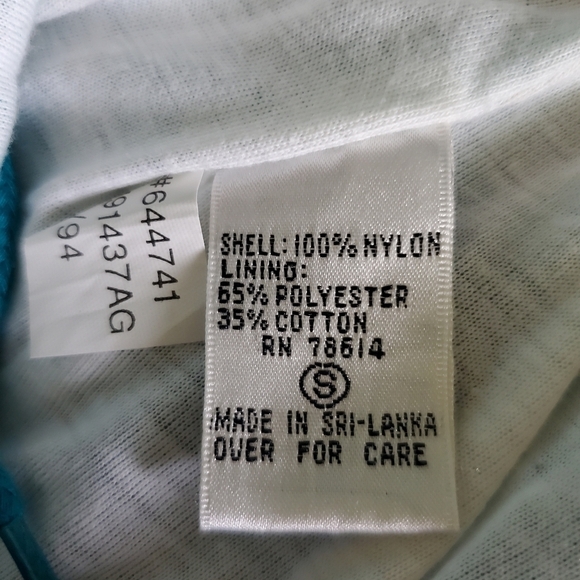 #644741
91437AG
/94
SHELL: 100% NYLON
LINING:
65% POLYESTER
35% COTTON
RN 78614
S
MADE IN SRI-LANKA
OVER FOR CARE